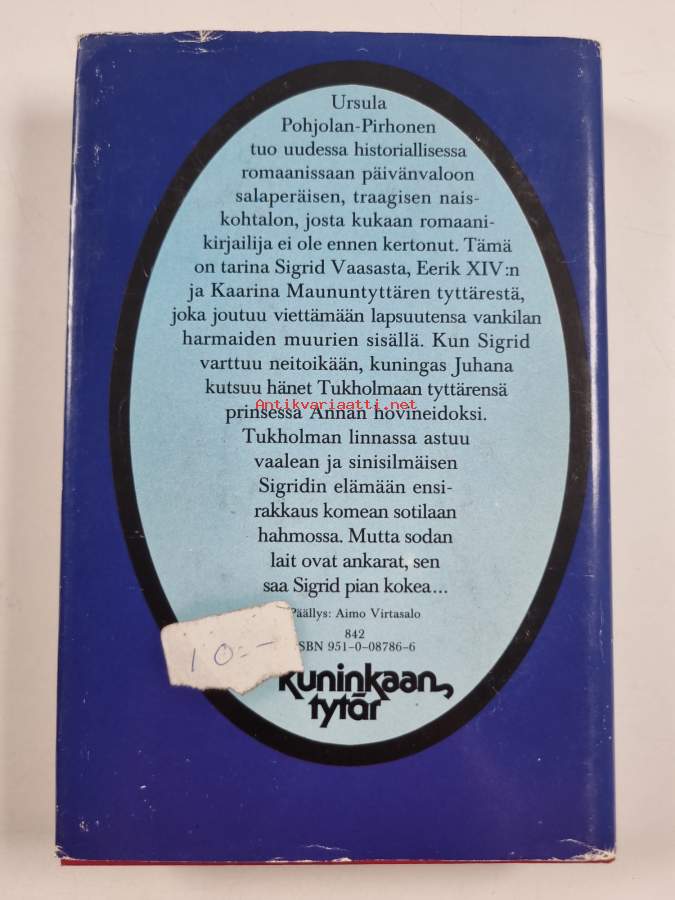 Ursula
Pohjolan-Pirhonen
tuo uudessa historiallisessa
romaanissaan päivänvaloon
salaperäisen, traagisen nais-
kohtalon, josta kukaan romaani-
kirjailija ei ole ennen kertonut. Tämä
on tarina Sigrid Vaasasta, Eerik XIV:n
ja Kaarina Maununtyttären tyttärestä,
joka joutuu viettämään lapsuutensa vankilan
harmaiden muurien sisällä. Kun Sigrid
varttuu neitoikään, kuningas Juhana
kutsuu hänet Tukholmaan tyttärensä
Antikvariaatti.net
prinsessa Annan hovineidoksi.
Tukholman linnassa astuu
vaalean ja sinisilmäisen
Sigridin elämään ensi-
rakkaus komean sotilaan
hahmossa. Mutta sodan
lait ovat ankarat, sen
saa Sigrid pian kokea...
Päällys: Aimo Virtasalo
842
SBN 951-0-08786-6
10:-
kuninkaan
tytär